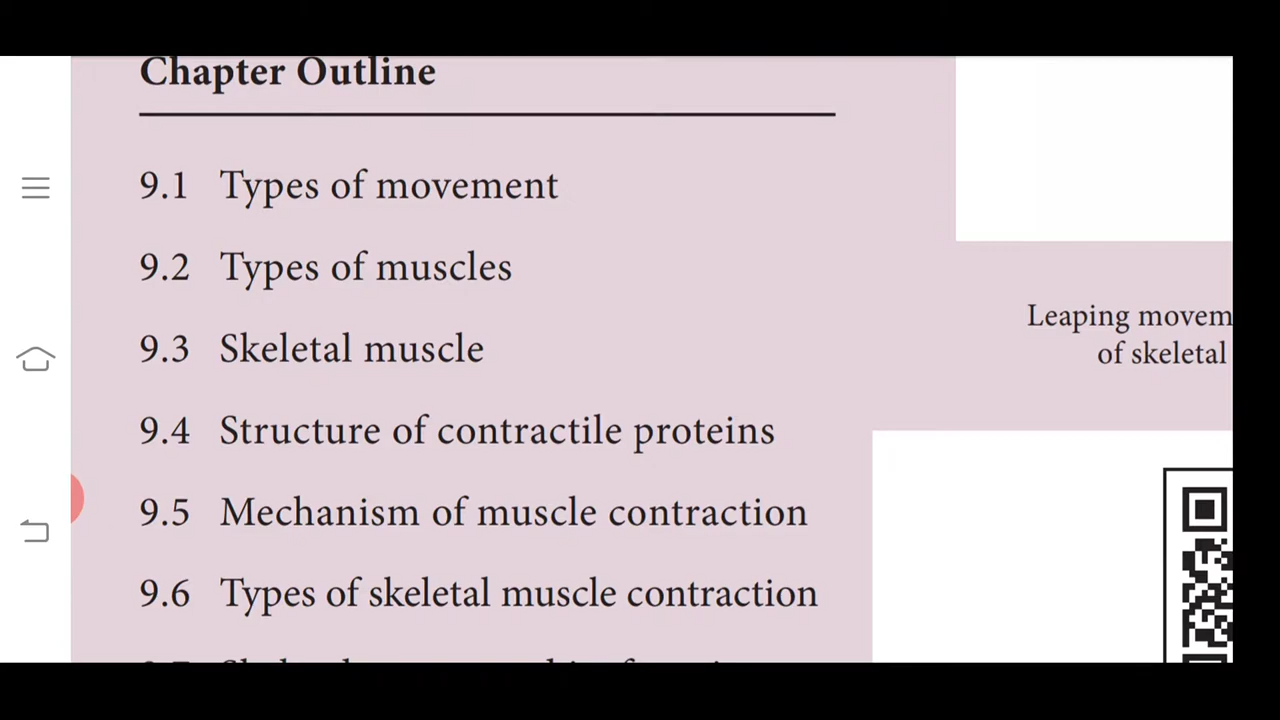 Chapter Outline
9.1 Types of movement
9.2 Types of muscles
9.3 Skeletal muscle
9.4 Structure of contractile proteins
9.5 Mechanism of muscle contraction
9.6 Types of skeletal muscle contraction
Leaping movem
of skeletal